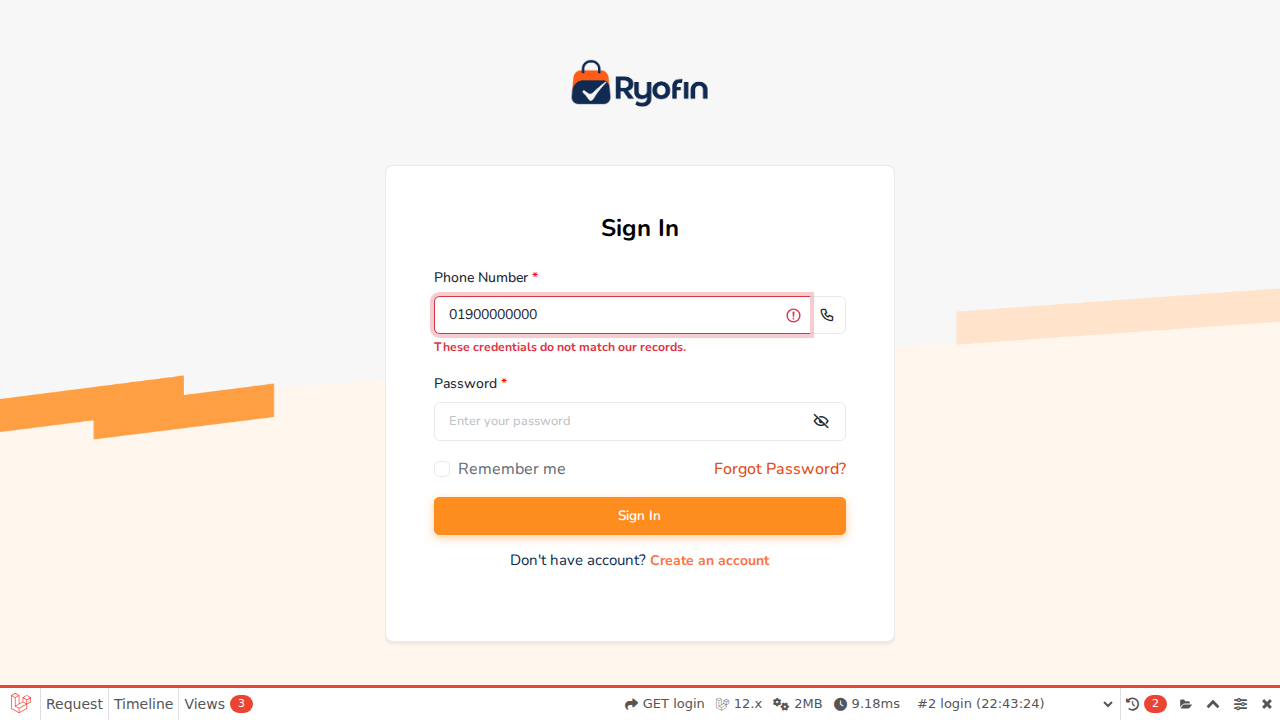 Ryofin
Sign In
Phone Number *
01900000000
These credentials do not match our records.
Password *
Enter your password
Remember me
Forgot Password?
Sign In
Don't have account? Create an account
Request Timeline Views 3 GET login 12.x 2MB 9.18ms #2 login (22:43:24) 2